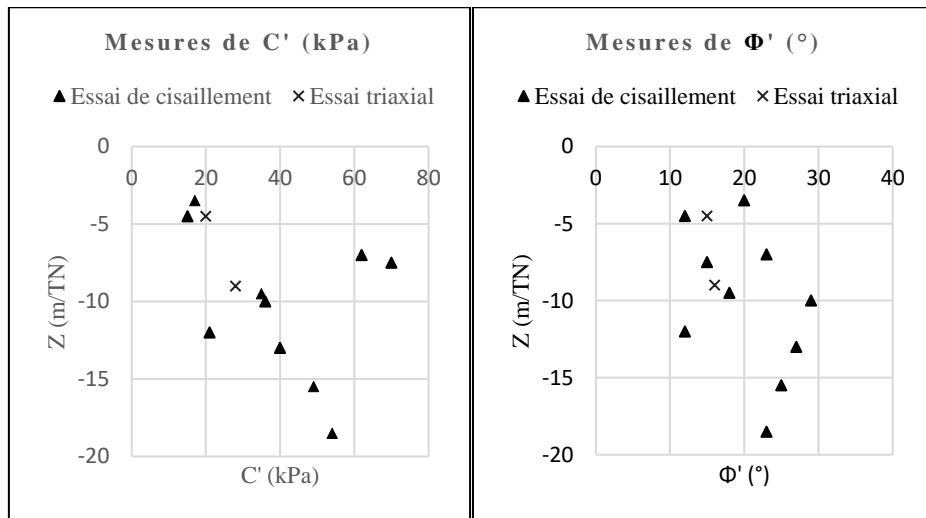 Mesures de C' (kPa)
▲ Essai de cisaillement × Essai triaxial
0
0 20 40 60 80
-5
-10
-15
-20
Z (m/TN)
C' (kPa)
Mesures de Φ' (°)
▲ Essai de cisaillement × Essai triaxial
0
0 10 20 30 40
-5
-10
-15
-20
Z (m/TN)
Φ' (°)